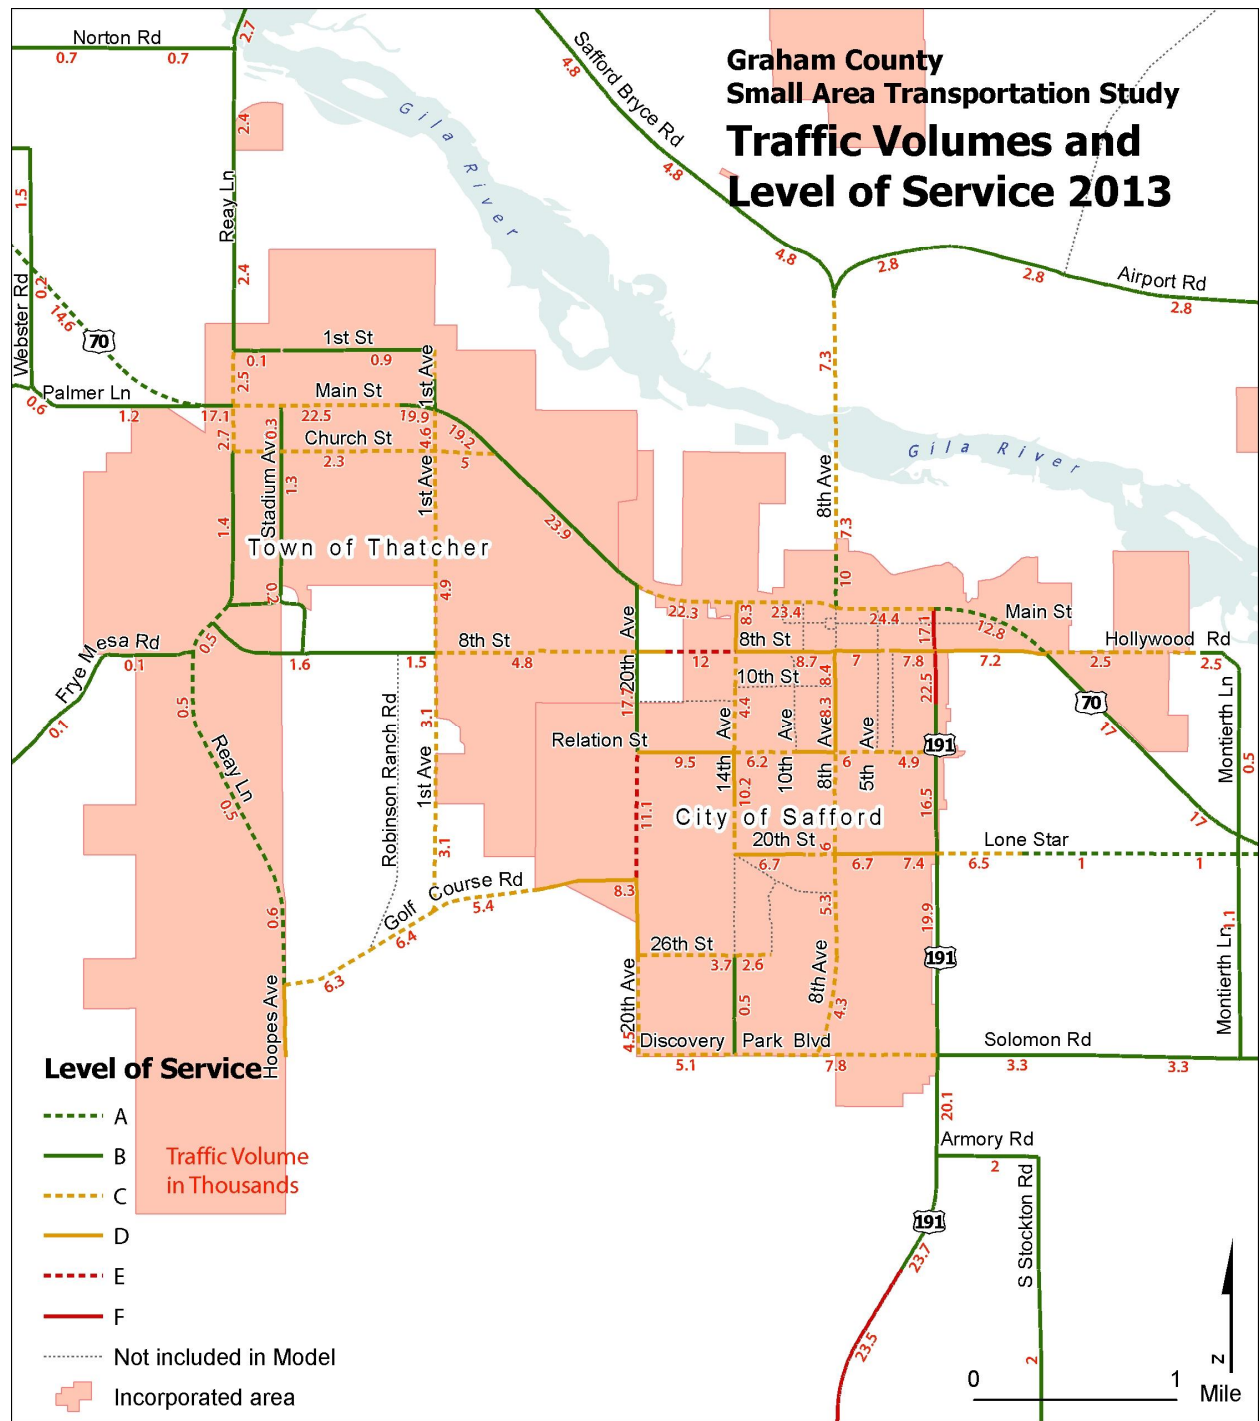 Graham County
Small Area Transportation Study
Traffic Volumes and
Level of Service 2013
Norton Rd
0.7
0.7
2.7
Safford Bryce Rd
4.8
4.8
4.8
Gila River
2.4
Reay Ln
2.4
1.5
2.8
2.8
Airport Rd
2.8
Webster Rd
0.2
14.6
70
7.3
1st St
0.1
0.9
1st Ave
2.5
Palmer Ln
0.6
1.2
17.1
Main St
22.5
19.9
19.2
2.7
0.3
Church St
2.3
4.6
5
Gila River
8th Ave
7.3
Stadium Av
1.3
1st Ave
1.4
23.9
Town of Thatcher
10
0.2
4.9
22.3
8.3
23.4
24.4
17.1
12.8
Main St
20th Ave
Frye Mesa Rd
0.1
0.5
1.6
1.5
8th St
4.8
12
8th St
8.7
7
7.8
7.2
Hollywood Rd
2.5
2.5
0.1
0.5
17.7
10th St
8.4
22.5
4.4
8.3
70
17
Montierth Ln
0.5
3.1
Robinson Ranch Rd
1st Ave
Reay Ln
0.5
Relation St
9.5
14th Ave
6.2
10th Ave
8th Ave
6
5th Ave
4.9
191
10.2
11.1
16.5
City of Safford
17
3.1
20th St
6.7
6
6.7
7.4
Lone Star
6.5
1
1
Golf Course Rd
8.3
5.4
6.4
6.3
0.6
5.3
19.9
1.1
26th St
3.7
2.6
191
Hoopes Ave
20th Ave
4.5
0.5
8th Ave
4.3
Montierth Ln
Discovery Park Blvd
5.1
7.8
Solomon Rd
3.3
3.3
20.1
Armory Rd
2
S Stockton Rd
191
23.7
23.5
2
Level of Service
A
B
C
D
E
F
Traffic Volume
in Thousands
Not included in Model
Incorporated area
0
1
Mile
N